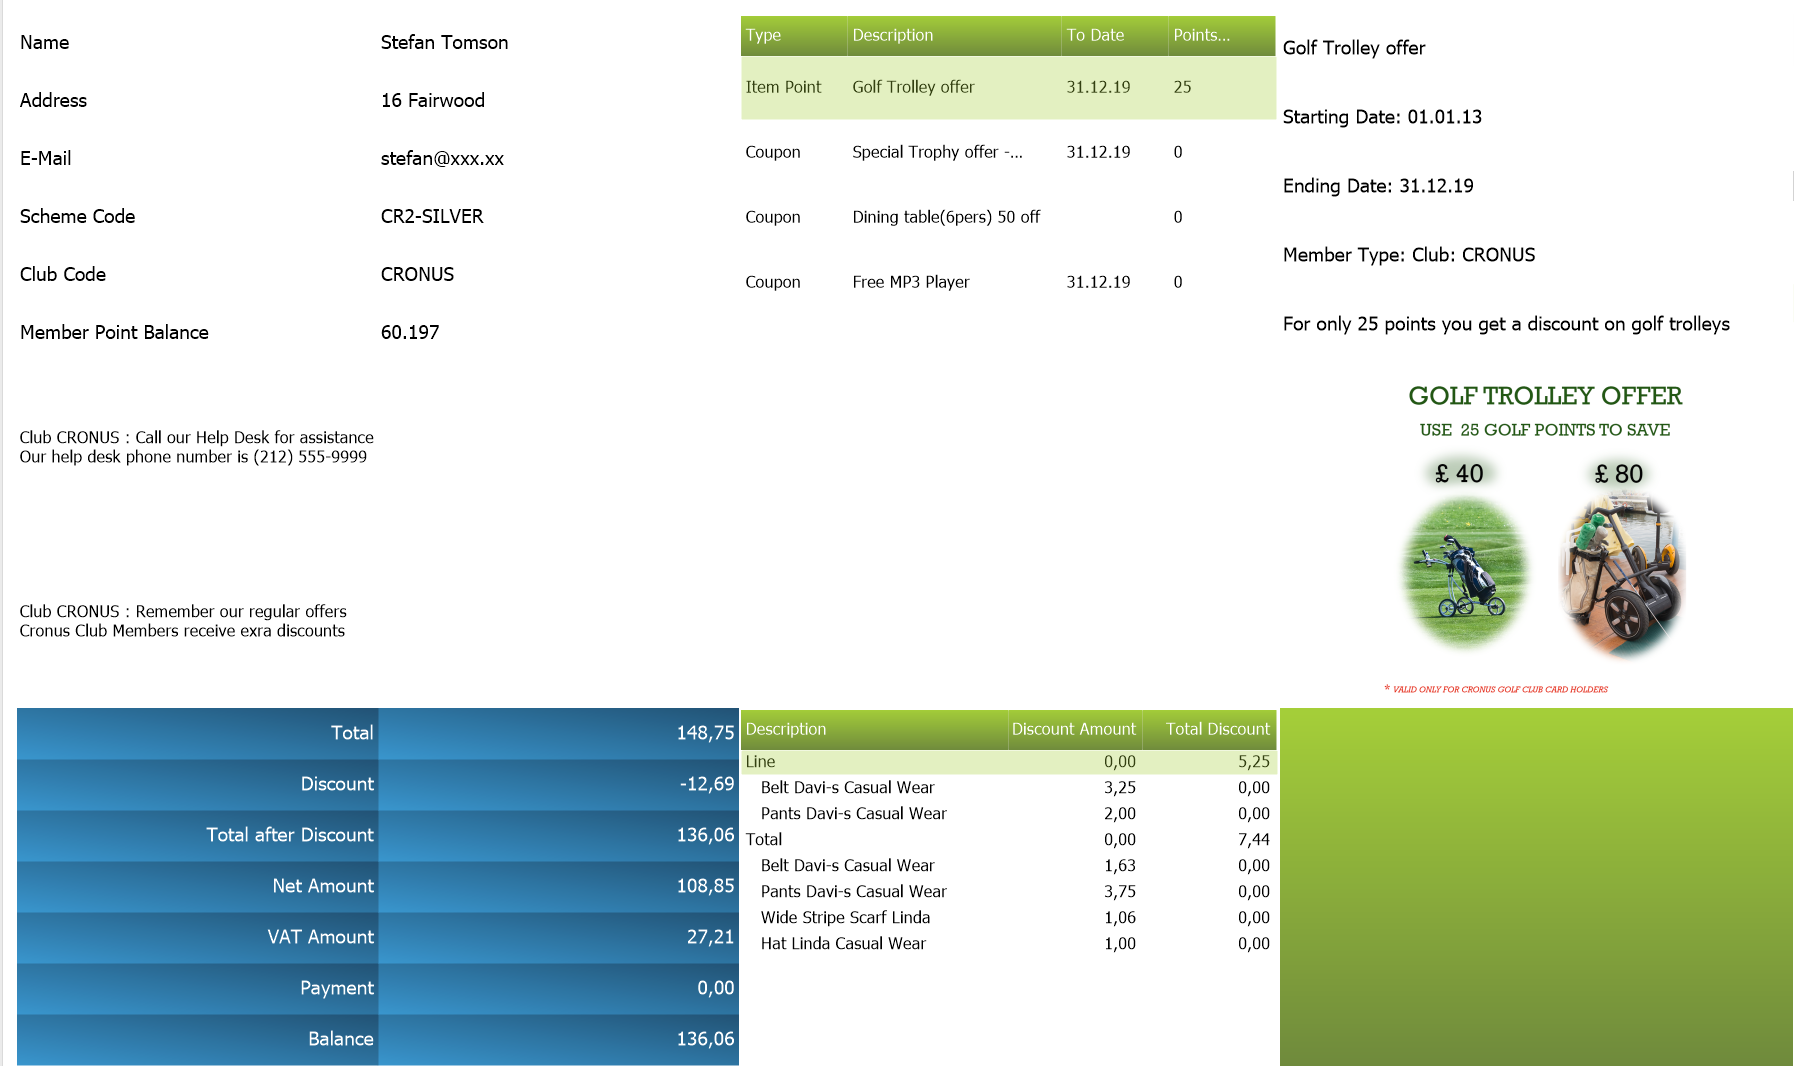 Name Stefan Tomson
Address 16 Fairwood
E-Mail stefan@xxx.xx
Scheme Code CR2-SILVER
Club Code CRONUS
Member Point Balance 60.197
Club CRONUS : Call our Help Desk for assistance
Our help desk phone number is (212) 555-9999
Club CRONUS : Remember our regular offers
Cronus Club Members receive exra discounts
Type Description To Date Points...
Item Point Golf Trolley offer 31.12.19 25
Coupon Special Trophy offer -... 31.12.19 0
Coupon Dining table(6pers) 50 off 0
Coupon Free MP3 Player 31.12.19 0
Golf Trolley offer
Starting Date: 01.01.13
Ending Date: 31.12.19
Member Type: Club: CRONUS
For only 25 points you get a discount on golf trolleys
GOLF TROLLEY OFFER
USE 25 GOLF POINTS TO SAVE
£ 40 £ 80
* VALID ONLY FOR CRONUS GOLF CLUB CARD HOLDERS
Total 148,75
Discount -12,69
Total after Discount 136,06
Net Amount 108,85
VAT Amount 27,21
Payment 0,00
Balance 136,06
Description Discount Amount Total Discount
Line 0,00 5,25
Belt Davi-s Casual Wear 3,25 0,00
Pants Davi-s Casual Wear 2,00 0,00
Total 0,00 7,44
Belt Davi-s Casual Wear 1,63 0,00
Pants Davi-s Casual Wear 3,75 0,00
Wide Stripe Scarf Linda 1,06 0,00
Hat Linda Casual Wear 1,00 0,00